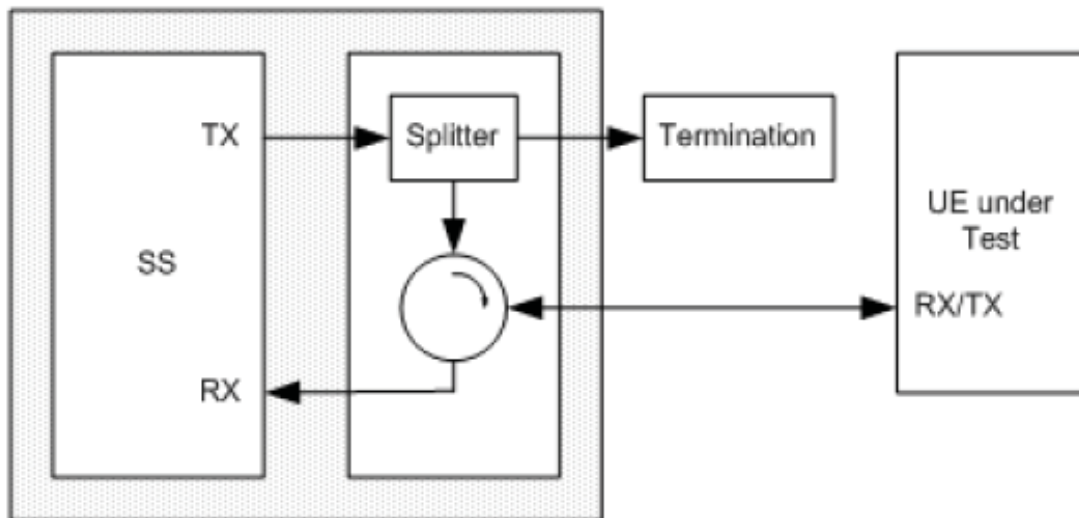 TX
Splitter
Termination
UE under
Test
SS
RX/TX
RX